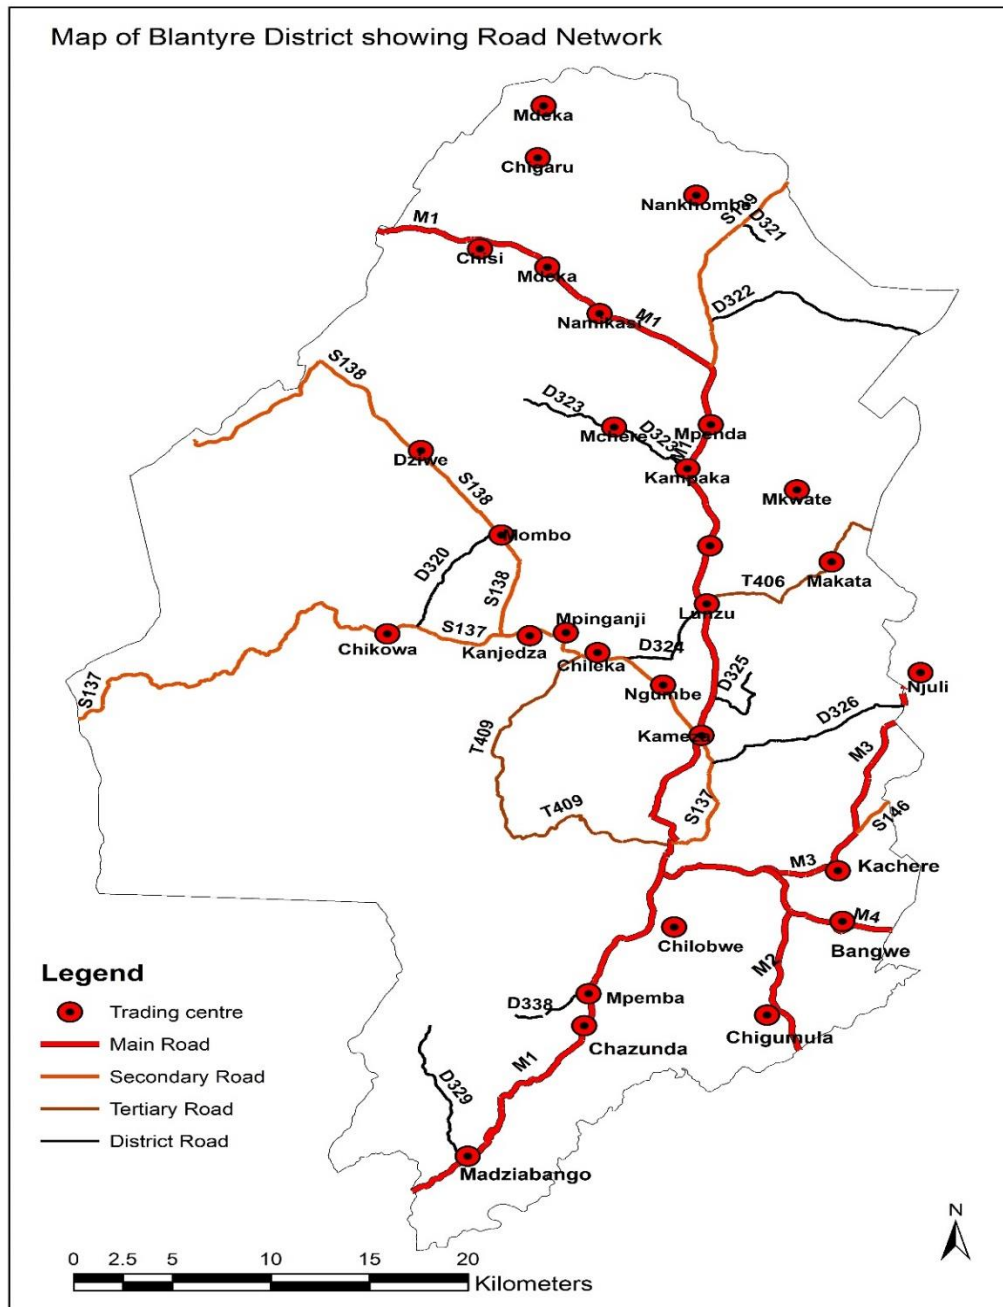 Map of Blantyre District showing Road Network
Mdeka
Chigaru
Nankhombe
S139
D321
M1
Chisi
Mdeka
D322
Namikasi
M1
S138
D323
Mchere
D323
M1
Mpenda
Dziwe
Kampaka
S138
Mkwate
Mombo
D320
S138
T406
Makata
Lunzu
Mpinganji
S137
Chikowa
Kanjedza
D324
Chileka
S137
Ngumbe
D325
Njuli
D326
Kameza
T409
M3
T409
S137
S146
M3
Kachere
M4
Chilobwe
Bangwe
M2
D338
Mpemba
Chigumula
Chazunda
M1
D329
Madziabango
Legend
Trading centre
Main Road
Secondary Road
Tertiary Road
District Road
0 2.5 5 10 15 20
Kilometers
N